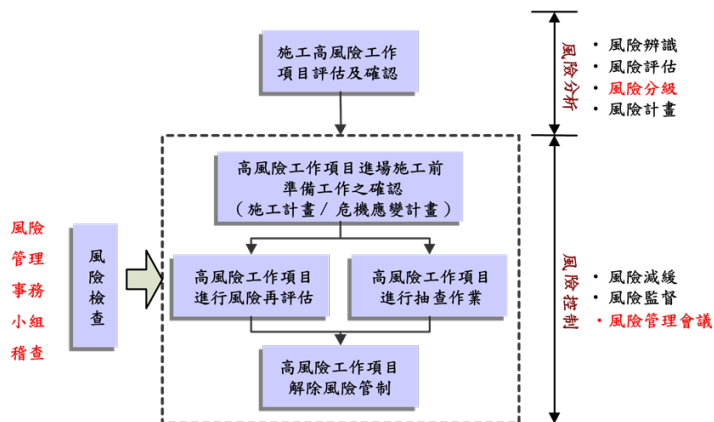 施工高風險工作
項目評估及確認
風險分析
・風險辨識
・風險評估
・風險分級
・風險計畫
高風險工作項目進場施工前
準備工作之確認
(施工計畫/危機應變計畫)
風險
管理
事務
小組
稽查
風險檢查
高風險工作項目
進行風險再評估
高風險工作項目
進行抽查作業
高風險工作項目
解除風險管制
風險控制
・風險減緩
・風險監督
・風險管理會議